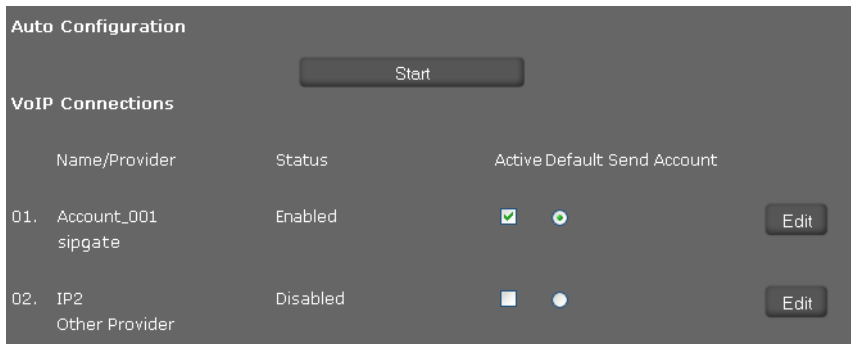 Auto Configuration
Start
VoIP Connections
Name/Provider Status Active Default Send Account
01. Account_001 Enabled Edit
sipgate
02. IP2 Disabled Edit
Other Provider